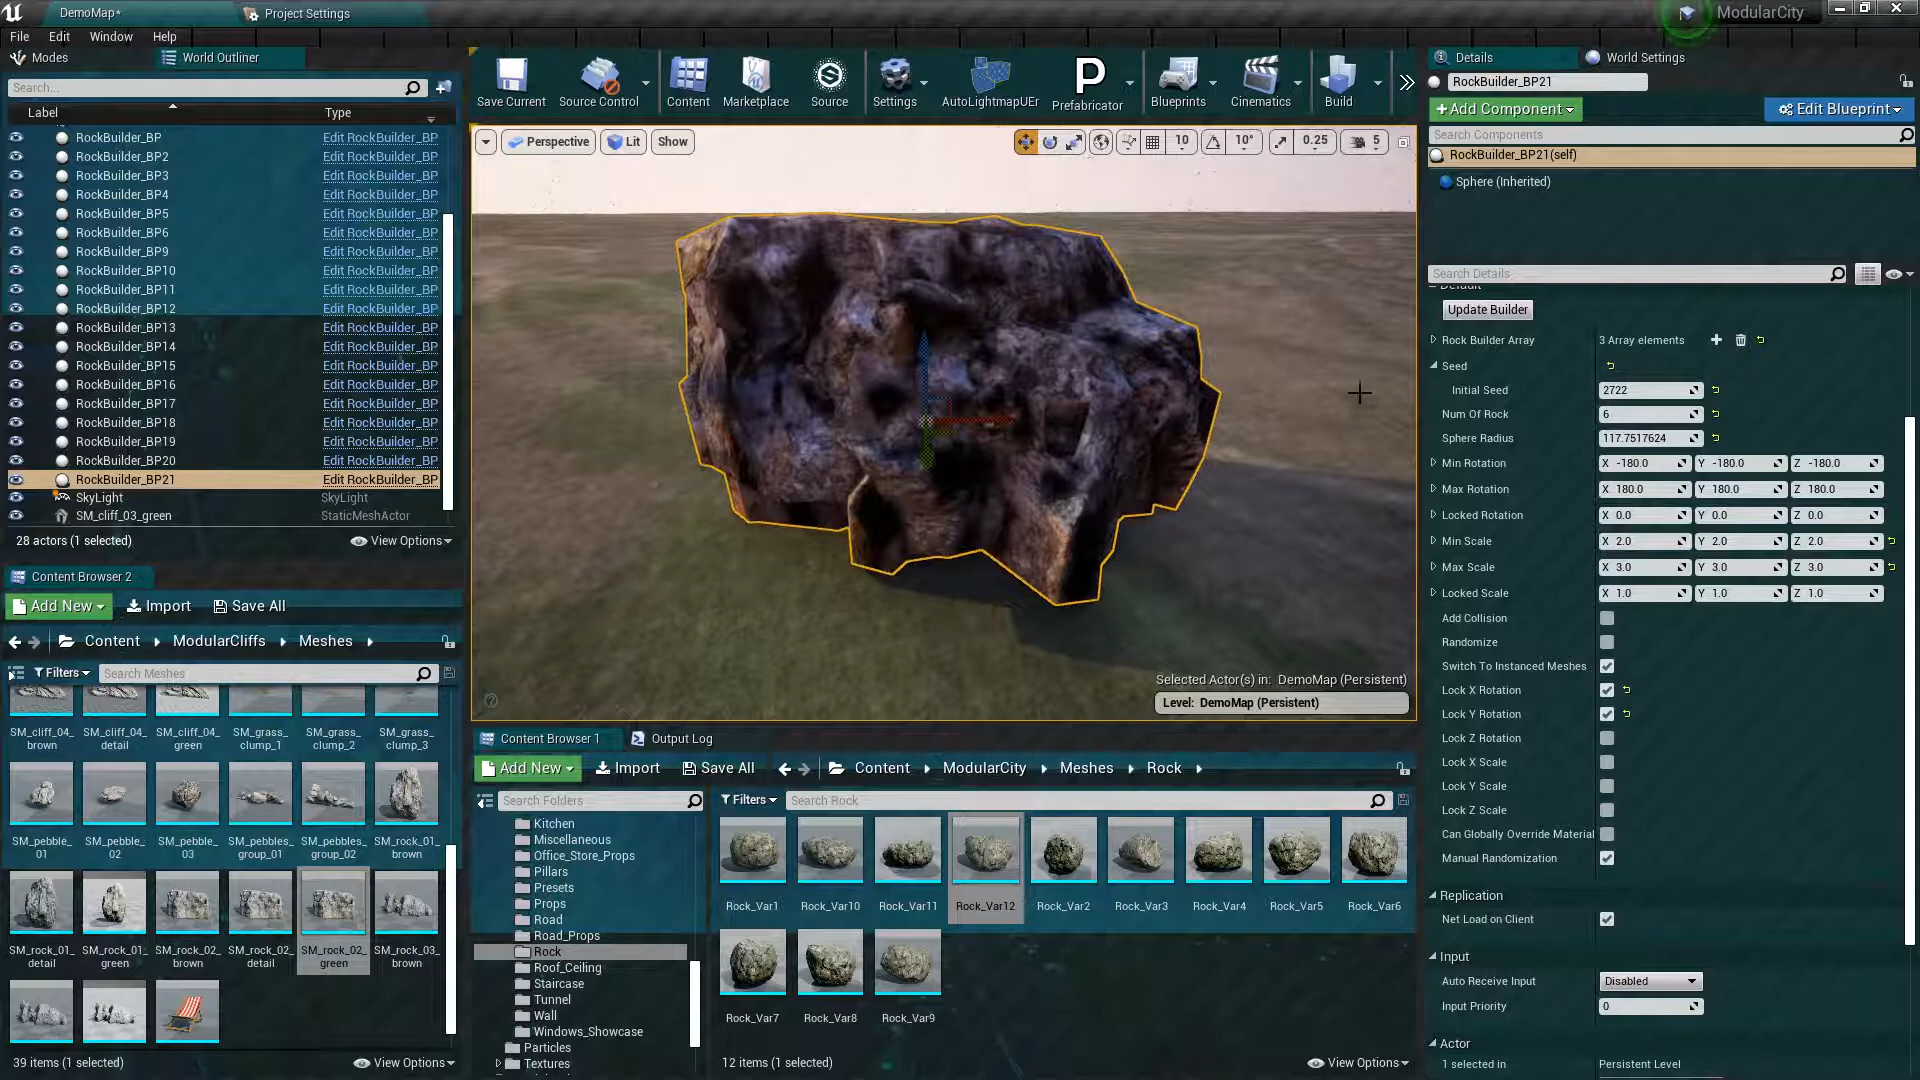 DemoMap*
Project Settings
ModularCity
File Edit Window Help
Modes
World Outliner
Search...
Label Type
RockBuilder_BP Edit RockBuilder_BP
RockBuilder_BP2 Edit RockBuilder_BP
RockBuilder_BP3 Edit RockBuilder_BP
RockBuilder_BP4 Edit RockBuilder_BP
RockBuilder_BP5 Edit RockBuilder_BP
RockBuilder_BP6 Edit RockBuilder_BP
RockBuilder_BP9 Edit RockBuilder_BP
RockBuilder_BP10 Edit RockBuilder_BP
RockBuilder_BP11 Edit RockBuilder_BP
RockBuilder_BP12 Edit RockBuilder_BP
RockBuilder_BP13 Edit RockBuilder_BP
RockBuilder_BP14 Edit RockBuilder_BP
RockBuilder_BP15 Edit RockBuilder_BP
RockBuilder_BP16 Edit RockBuilder_BP
RockBuilder_BP17 Edit RockBuilder_BP
RockBuilder_BP18 Edit RockBuilder_BP
RockBuilder_BP19 Edit RockBuilder_BP
RockBuilder_BP20 Edit RockBuilder_BP
RockBuilder_BP21 Edit RockBuilder_BP
SkyLight SkyLight
SM_cliff_03_green StaticMeshActor
28 actors (1 selected) View Options
Content Browser 2
Add New Import Save All
Content ModularCliffs Meshes
Filters Search Meshes
SM_cliff_04_ SM_cliff_04_ SM_cliff_04_ SM_grass_ SM_grass_ SM_grass_
brown detail green clump_1 clump_2 clump_3
SM_pebble_ SM_pebble_ SM_pebble_ SM_pebbles_ SM_pebbles_ SM_rock_01_
01 02 03 group_01 group_02 brown
SM_rock_01_ SM_rock_01_ SM_rock_02_ SM_rock_02_ SM_rock_02_ SM_rock_03_
detail green brown detail green brown
39 items (1 selected) View Options
Save Current Source Control Content Marketplace Source Settings AutoLightmapUEr Prefabricator Blueprints Cinematics Build
Perspective Lit Show 10 10° 0.25 5
Selected Actor(s) in: DemoMap (Persistent)
Level: DemoMap (Persistent)
Content Browser 1
Output Log
Add New Import Save All Content ModularCity Meshes Rock
Search Folders
Filters Search Rock
Kitchen
Miscellaneous
Office_Store_Props
Pillars
Presets
Props
Road
Road_Props
Rock
Roof_Ceiling
Staircase
Tunnel
Wall
Windows_Showcase
Particles
Textures
Rock_Var1 Rock_Var10 Rock_Var11 Rock_Var12 Rock_Var2 Rock_Var3 Rock_Var4 Rock_Var5 Rock_Var6
Rock_Var7 Rock_Var8 Rock_Var9
12 items (1 selected) View Options
Details
World Settings
RockBuilder_BP21
+Add Component Edit Blueprint
Search Components
RockBuilder_BP21(self)
Sphere (Inherited)
Search Details
Default
Update Builder
Rock Builder Array 3 Array elements
Seed
Initial Seed 2722
Num Of Rock 6
Sphere Radius 117.7517624
Min Rotation X -180.0 Y -180.0 Z -180.0
Max Rotation X 180.0 Y 180.0 Z 180.0
Locked Rotation X 0.0 Y 0.0 Z 0.0
Min Scale X 2.0 Y 2.0 Z 2.0
Max Scale X 3.0 Y 3.0 Z 3.0
Locked Scale X 1.0 Y 1.0 Z 1.0
Add Collision
Randomize
Switch To Instanced Meshes
Lock X Rotation
Lock Y Rotation
Lock Z Rotation
Lock X Scale
Lock Y Scale
Lock Z Scale
Can Globally Override Material
Manual Randomization
Replication
Net Load on Client
Input
Auto Receive Input Disabled
Input Priority 0
Actor
1 selected in Persistent Level